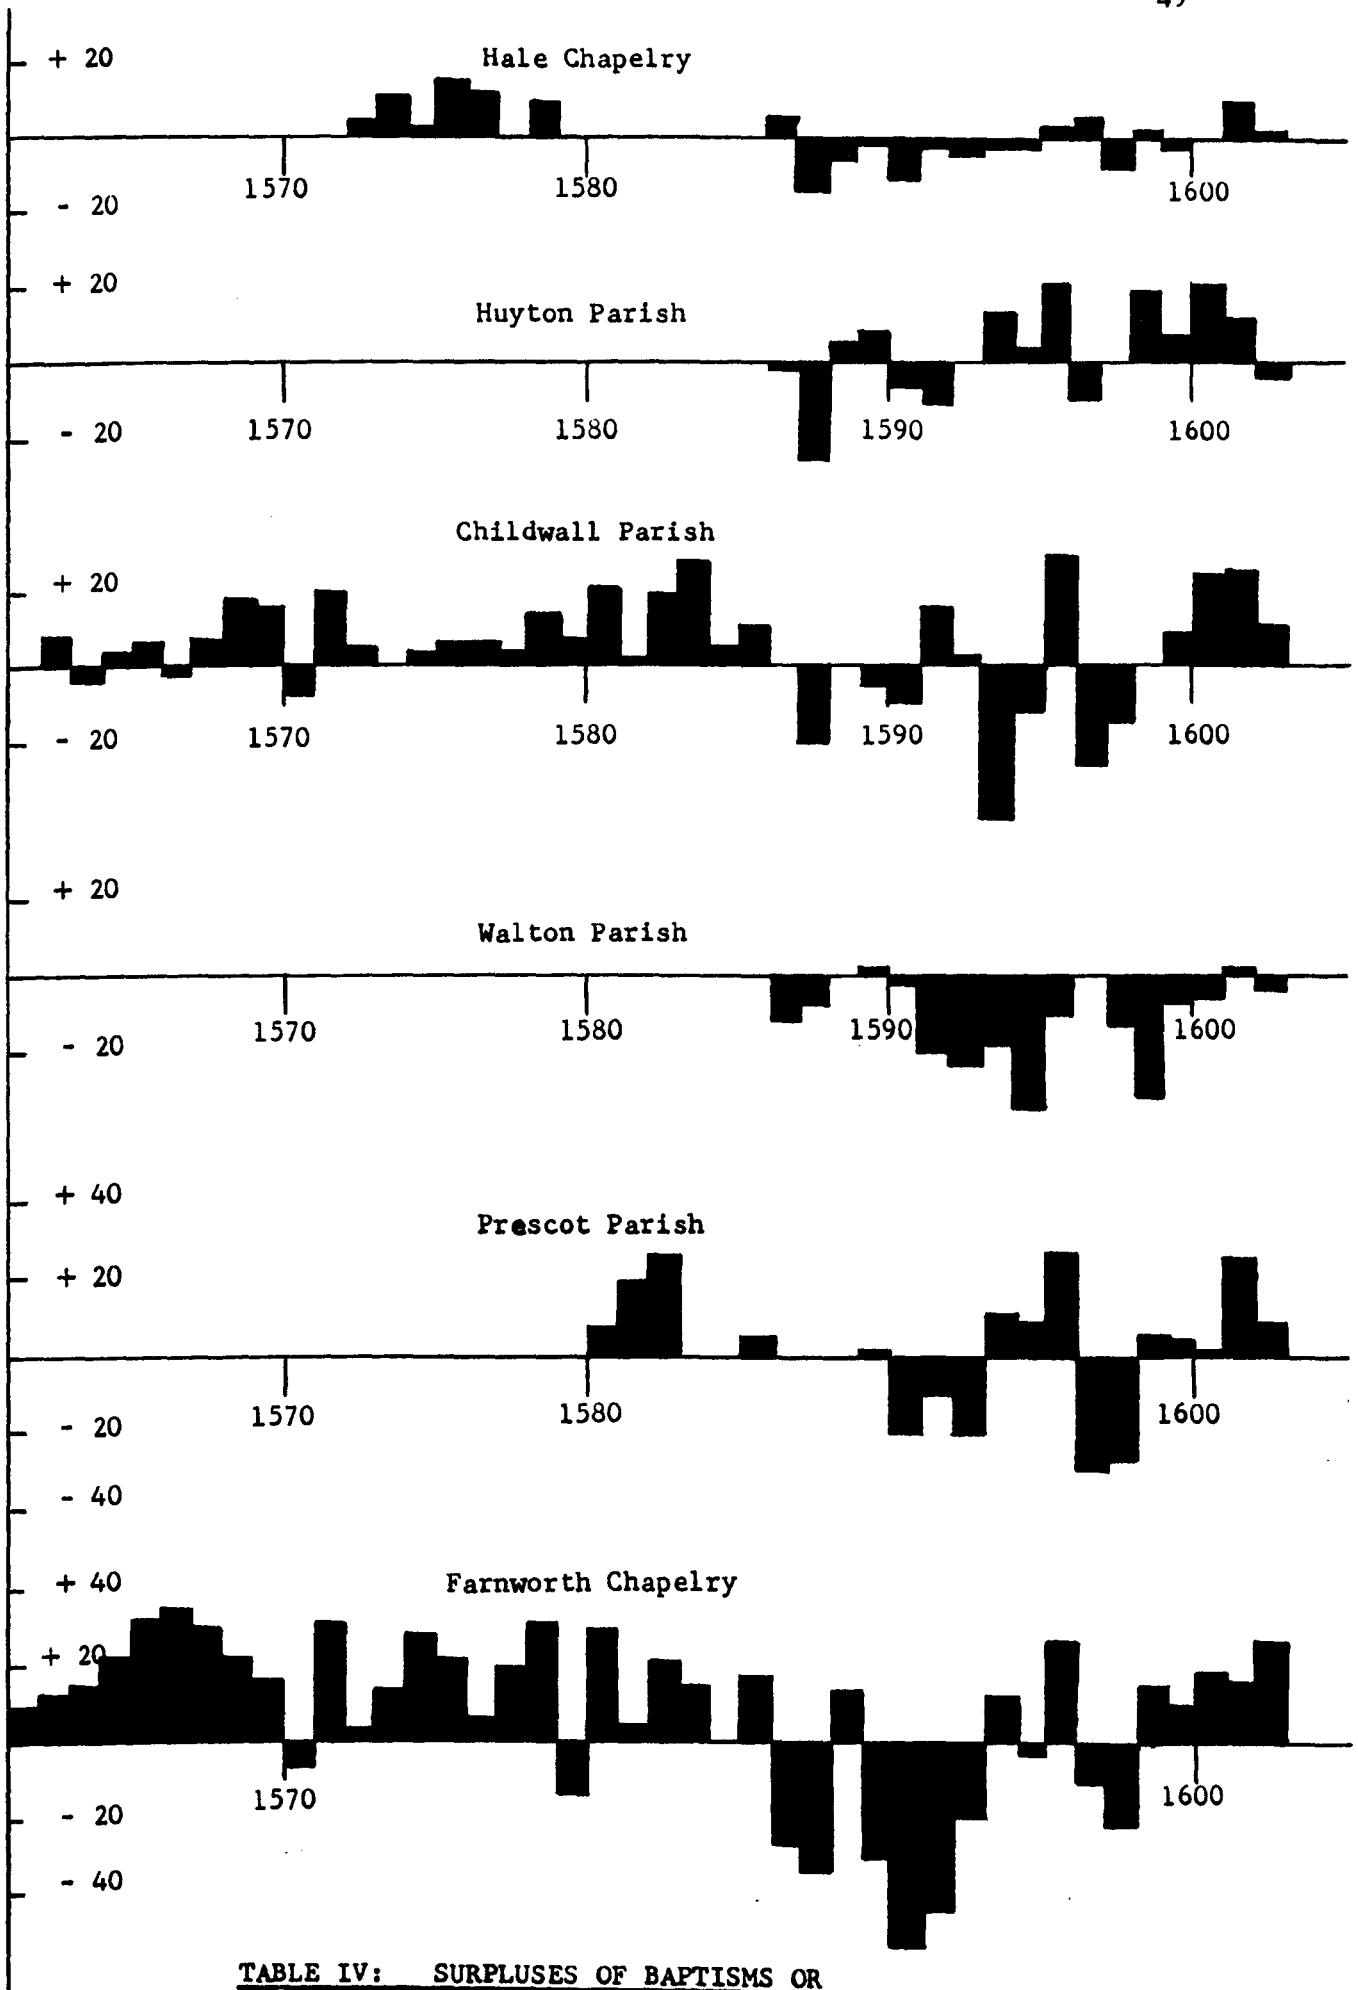 + 20
Hale Chapelry
1570 1580 1600
- 20
+ 20
Huyton Parish
- 20 1570 1580 1590 1600
Childwall Parish
+ 20
- 20 1570 1580 1590 1600
+ 20
Walton Parish
1570 1580 1590 1600
- 20
+ 40
Prescot Parish
+ 20
1570 1580 1600
- 20
- 40
+ 40 Farnworth Chapelry
+ 20
1570 1600
- 20
- 40
TABLE IV: SURPLUSES OF BAPTISMS OR